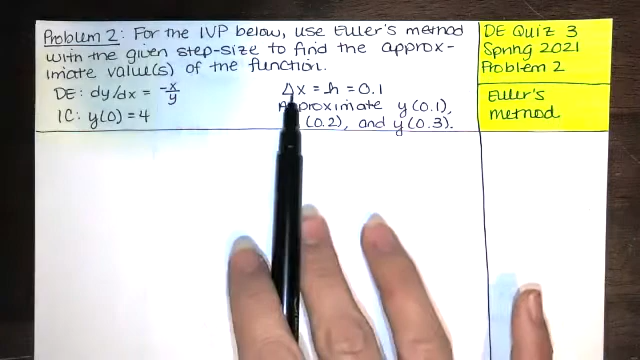 Problem 2: For the IVP below, use Euler's method
with the given step-size to find the approx-
imate value(s) of the function.
DE: dy/dx = -x/y
IC: y(0) = 4
Δx = h = 0.1
Approximate y(0.1),
(0.2), and y(0.3).
DE Quiz 3
Spring 2021
Problem 2
Euler's
method